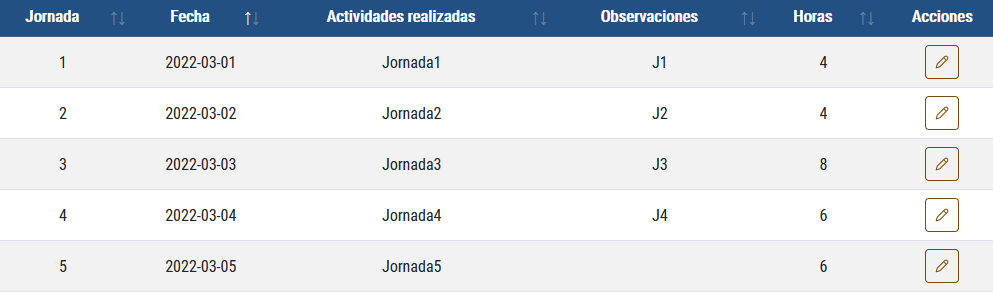 Jornada Fecha Actividades realizadas Observaciones Horas Acciones
1 2022-03-01 Jornada1 J1 4
2 2022-03-02 Jornada2 J2 4
3 2022-03-03 Jornada3 J3 8
4 2022-03-04 Jornada4 J4 6
5 2022-03-05 Jornada5 6